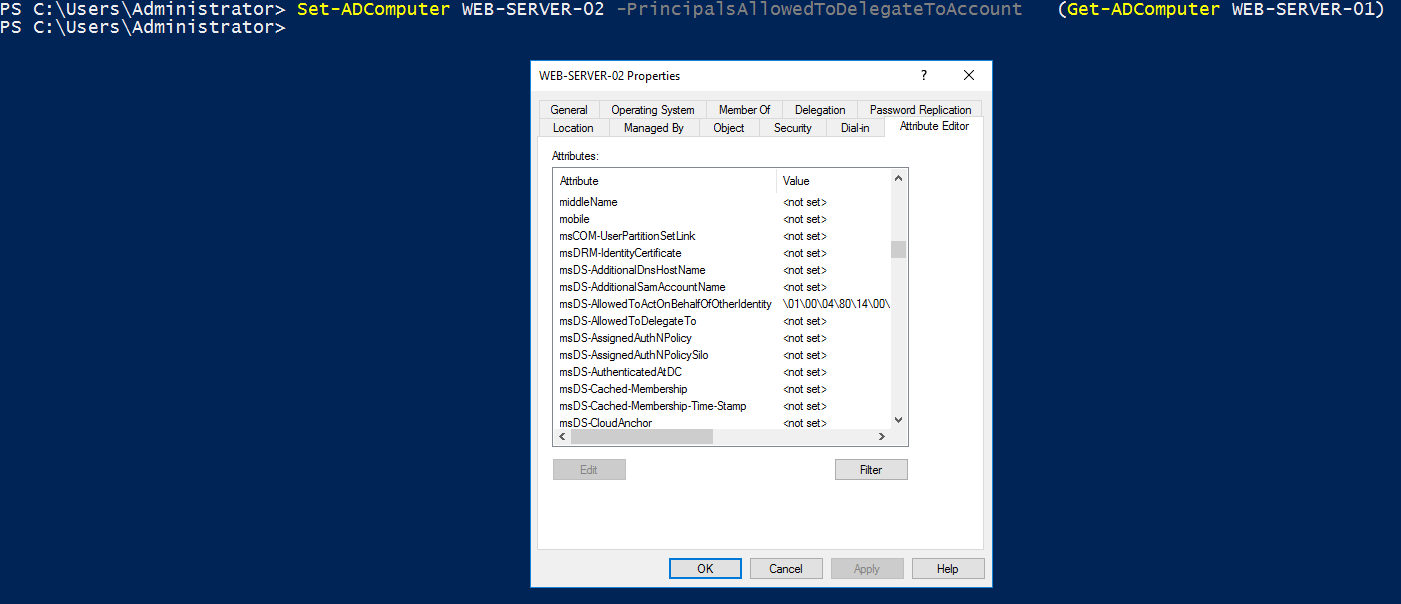 PS C:\Users\Administrator> Set-ADComputer WEB-SERVER-02 -PrincipalsAllowedToDelegateToAccount (Get-ADComputer WEB-SERVER-01)
PS C:\Users\Administrator>
WEB-SERVER-02 Properties ?
General Operating System Member Of Delegation Password Replication
Location Managed By Object Security Dial-in Attribute Editor
Attributes:
Attribute Value
middleName <not set>
mobile <not set>
msCOM-UserPartitionSetLink <not set>
msDRM-IdentityCertificate <not set>
msDS-AdditionalDnsHostName <not set>
msDS-AdditionalSamAccountName <not set>
msDS-AllowedToActOnBehalfOfOtherIdentity \01\00\04\80\14\00\
msDS-AllowedToDelegateTo <not set>
msDS-AssignedAuthNPolicy <not set>
msDS-AssignedAuthNPolicySilo <not set>
msDS-AuthenticatedAtDC <not set>
msDS-Cached-Membership <not set>
msDS-Cached-Membership-Time-Stamp <not set>
msDS-CloudAnchor <not set>
Edit Filter
OK Cancel Apply Help